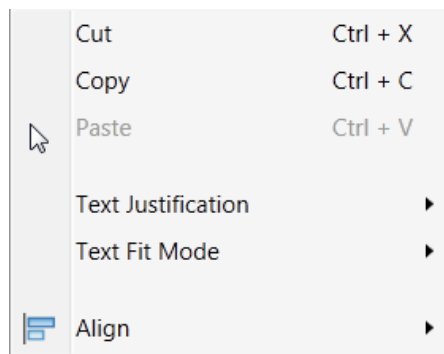 Cut Ctrl + X
Copy Ctrl + C
Paste Ctrl + V
Text Justification
Text Fit Mode
Align